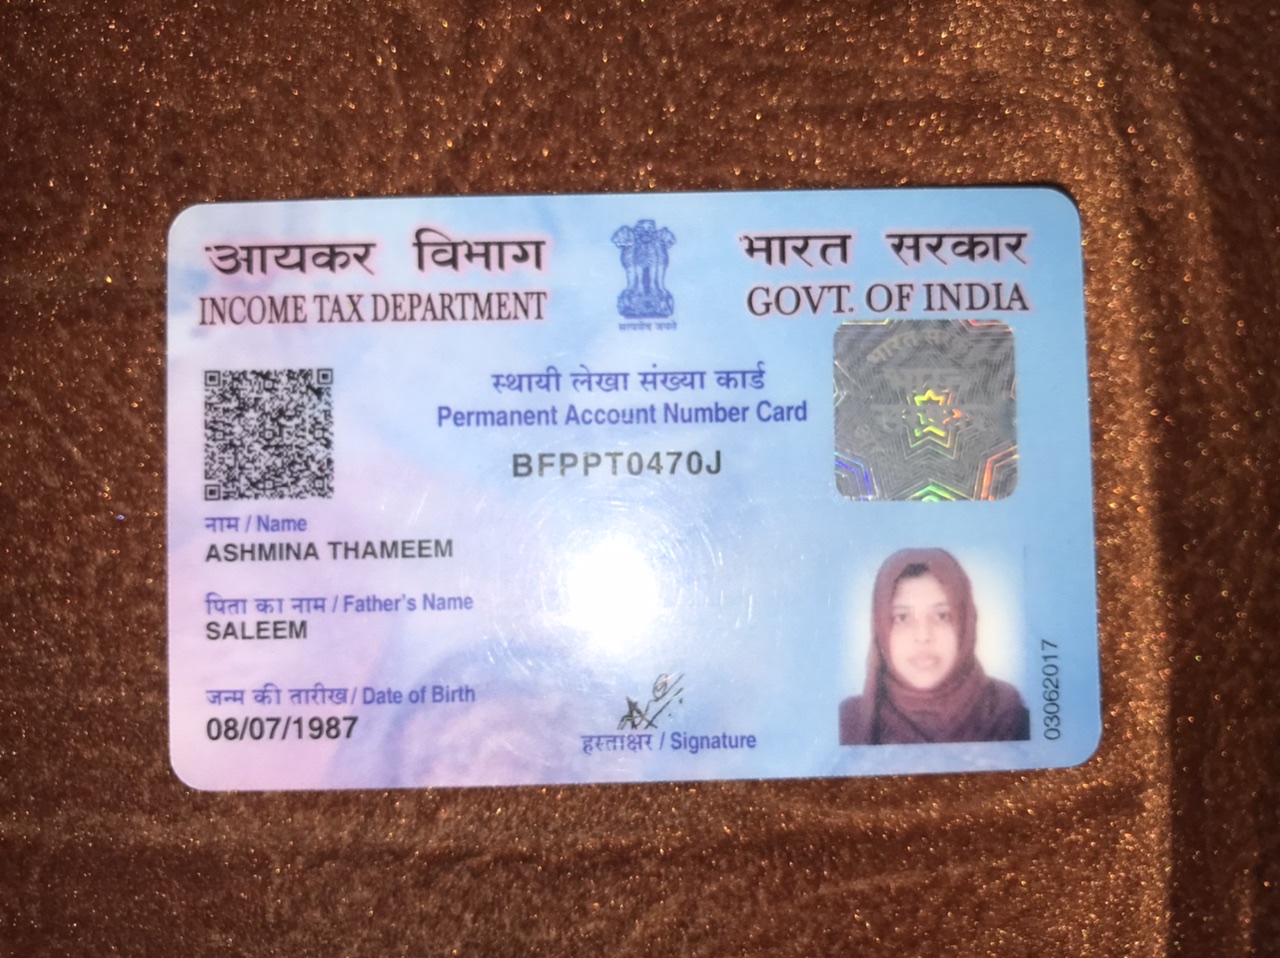 आयकर विभाग
INCOME TAX DEPARTMENT
सत्यमेव जयते
भारत सरकार
GOVT. OF INDIA
स्थायी लेखा संख्या कार्ड
Permanent Account Number Card
BFPPT0470J
नाम / Name
ASHMINA THAMEEM
पिता का नाम / Father's Name
SALEEM
जन्म की तारीख / Date of Birth
08/07/1987
हस्ताक्षर / Signature
03062017